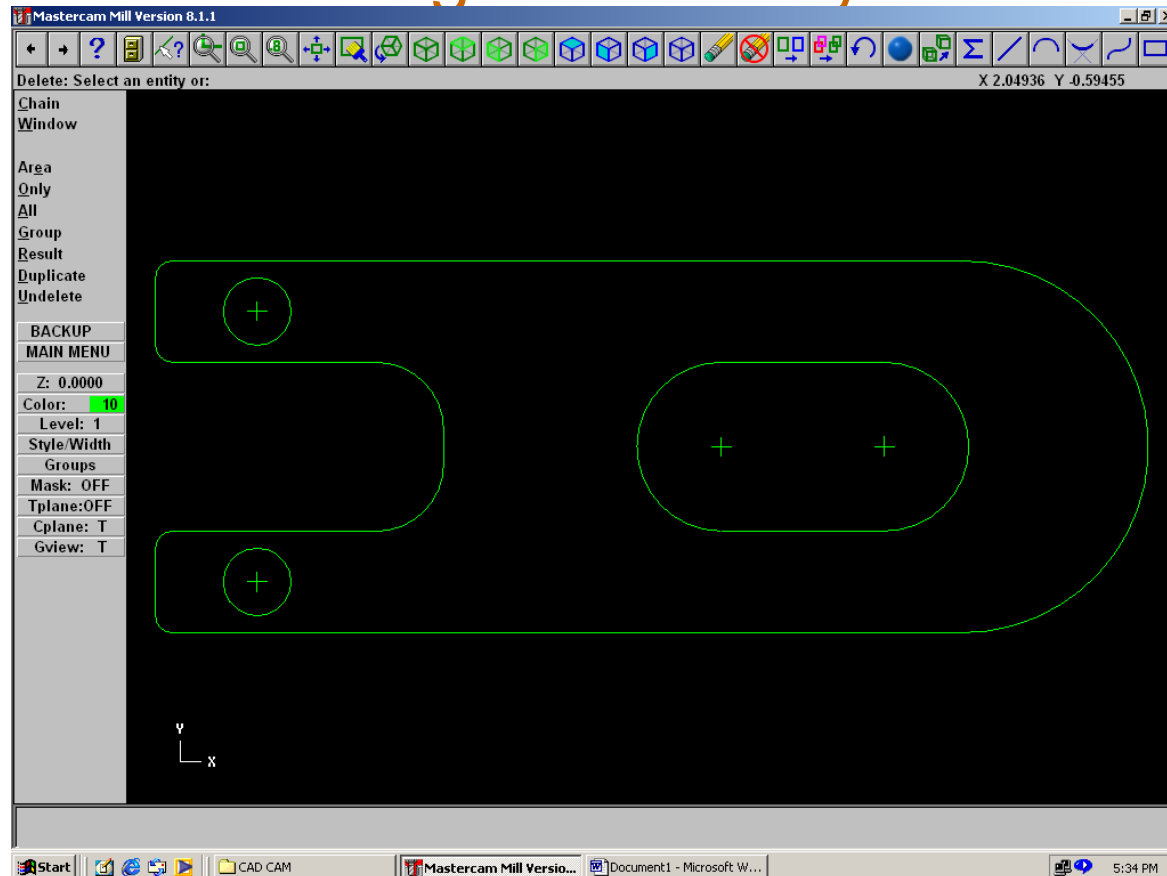 Mastercam Mill Version 8.1.1
Delete: Select an entity or:
X 2.04936 Y -0.59455
Chain
Window
Area
Only
All
Group
Result
Duplicate
Undelete
BACKUP
MAIN MENU
Z: 0.0000
Color: 10
Level: 1
Style/Width
Groups
Mask: OFF
Tplane:OFF
Cplane: T
Gview: T
Y
X
Start
CAD CAM
Mastercam Mill Versio...
Document1 - Microsoft W...
5:34 PM